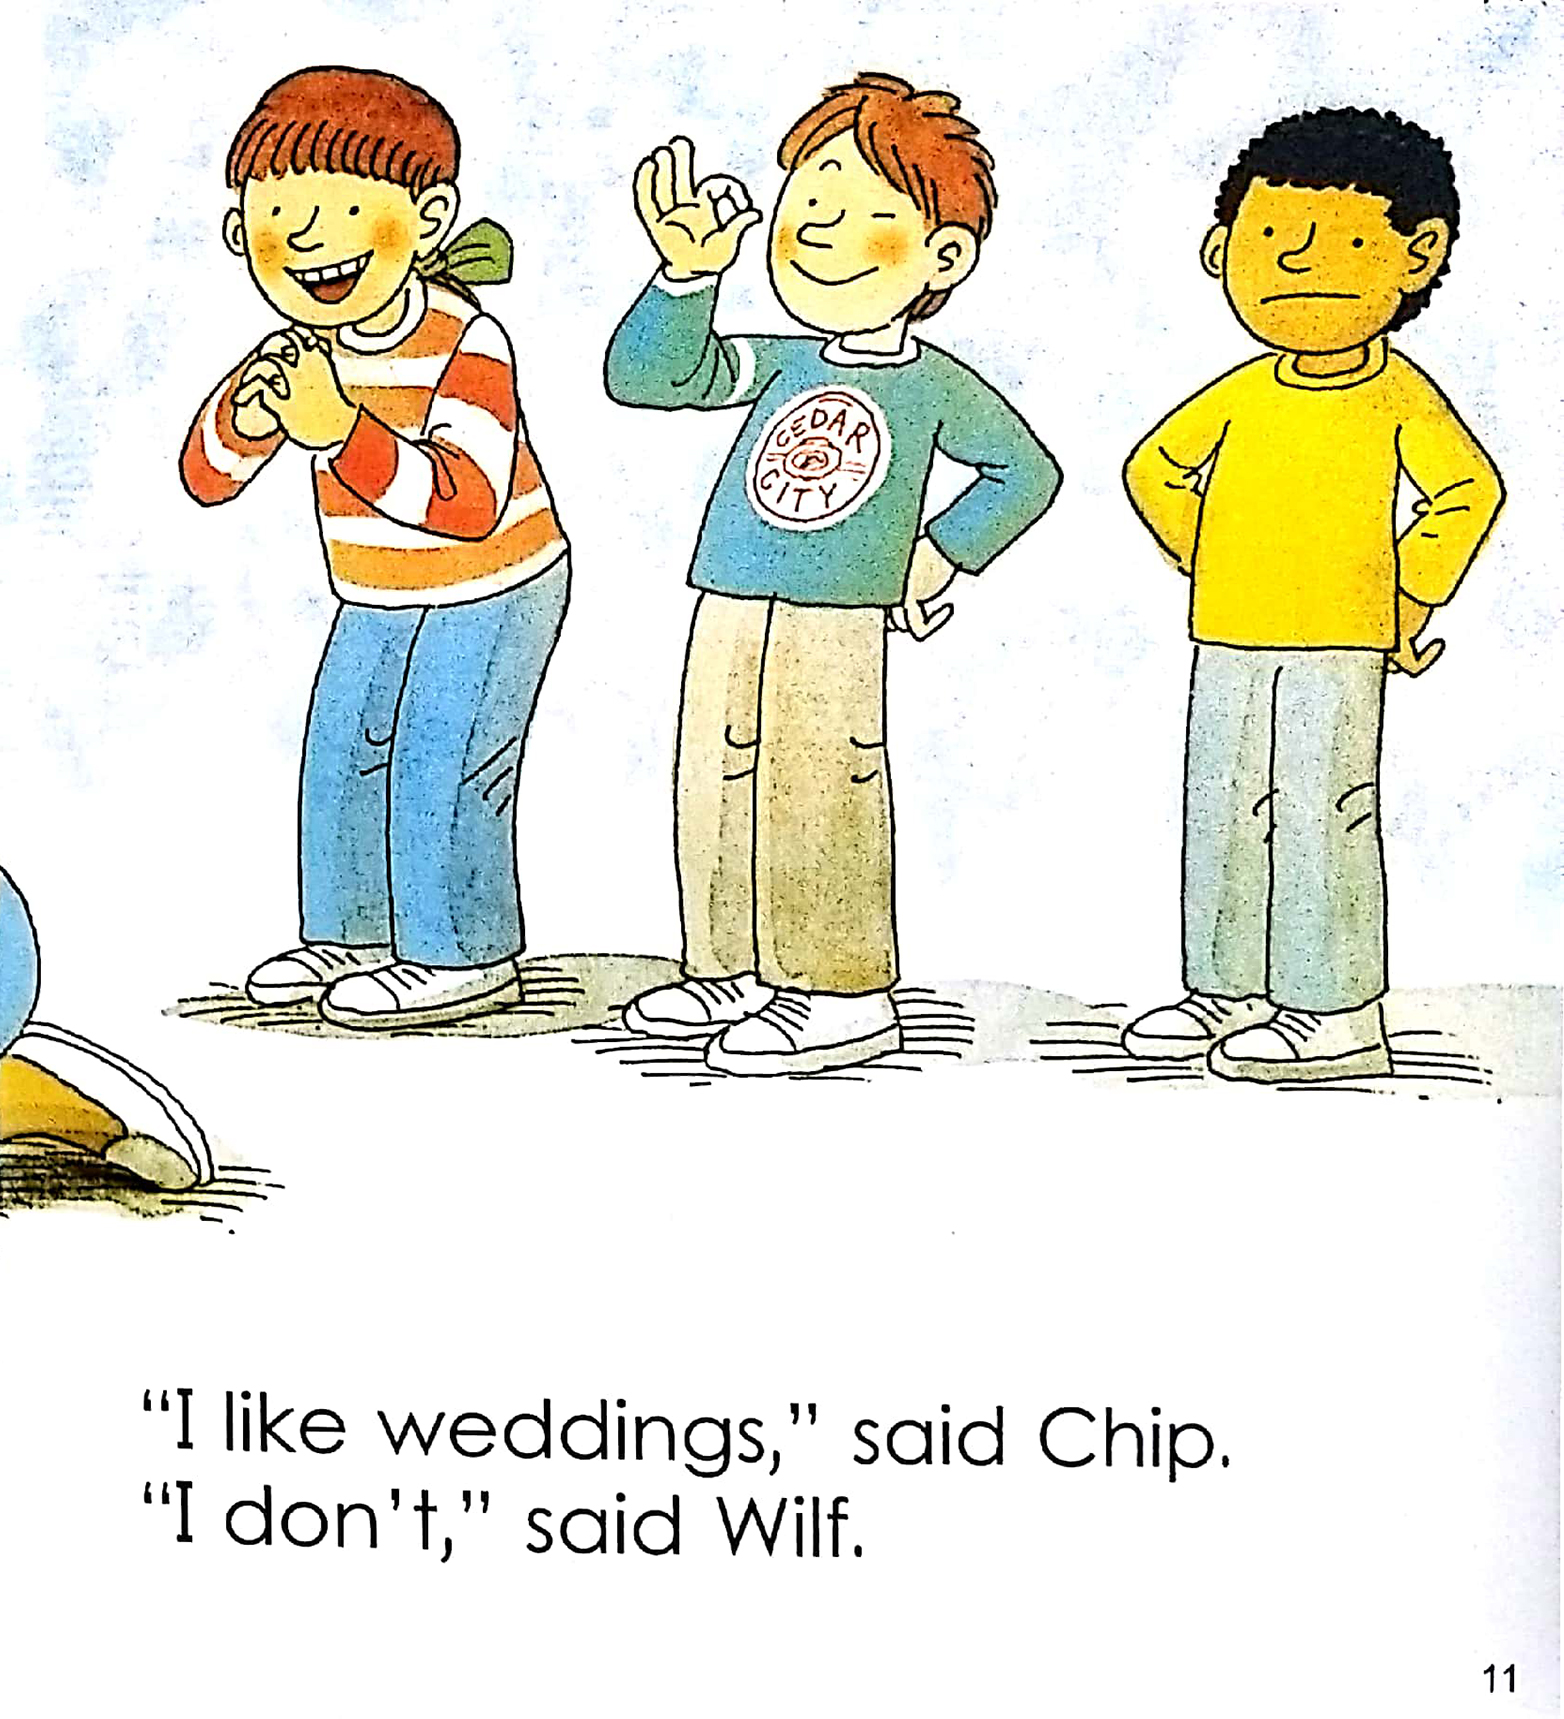 CEDAR
CITY
“I like weddings,” said Chip.
“I don't,” said Wilf.
11